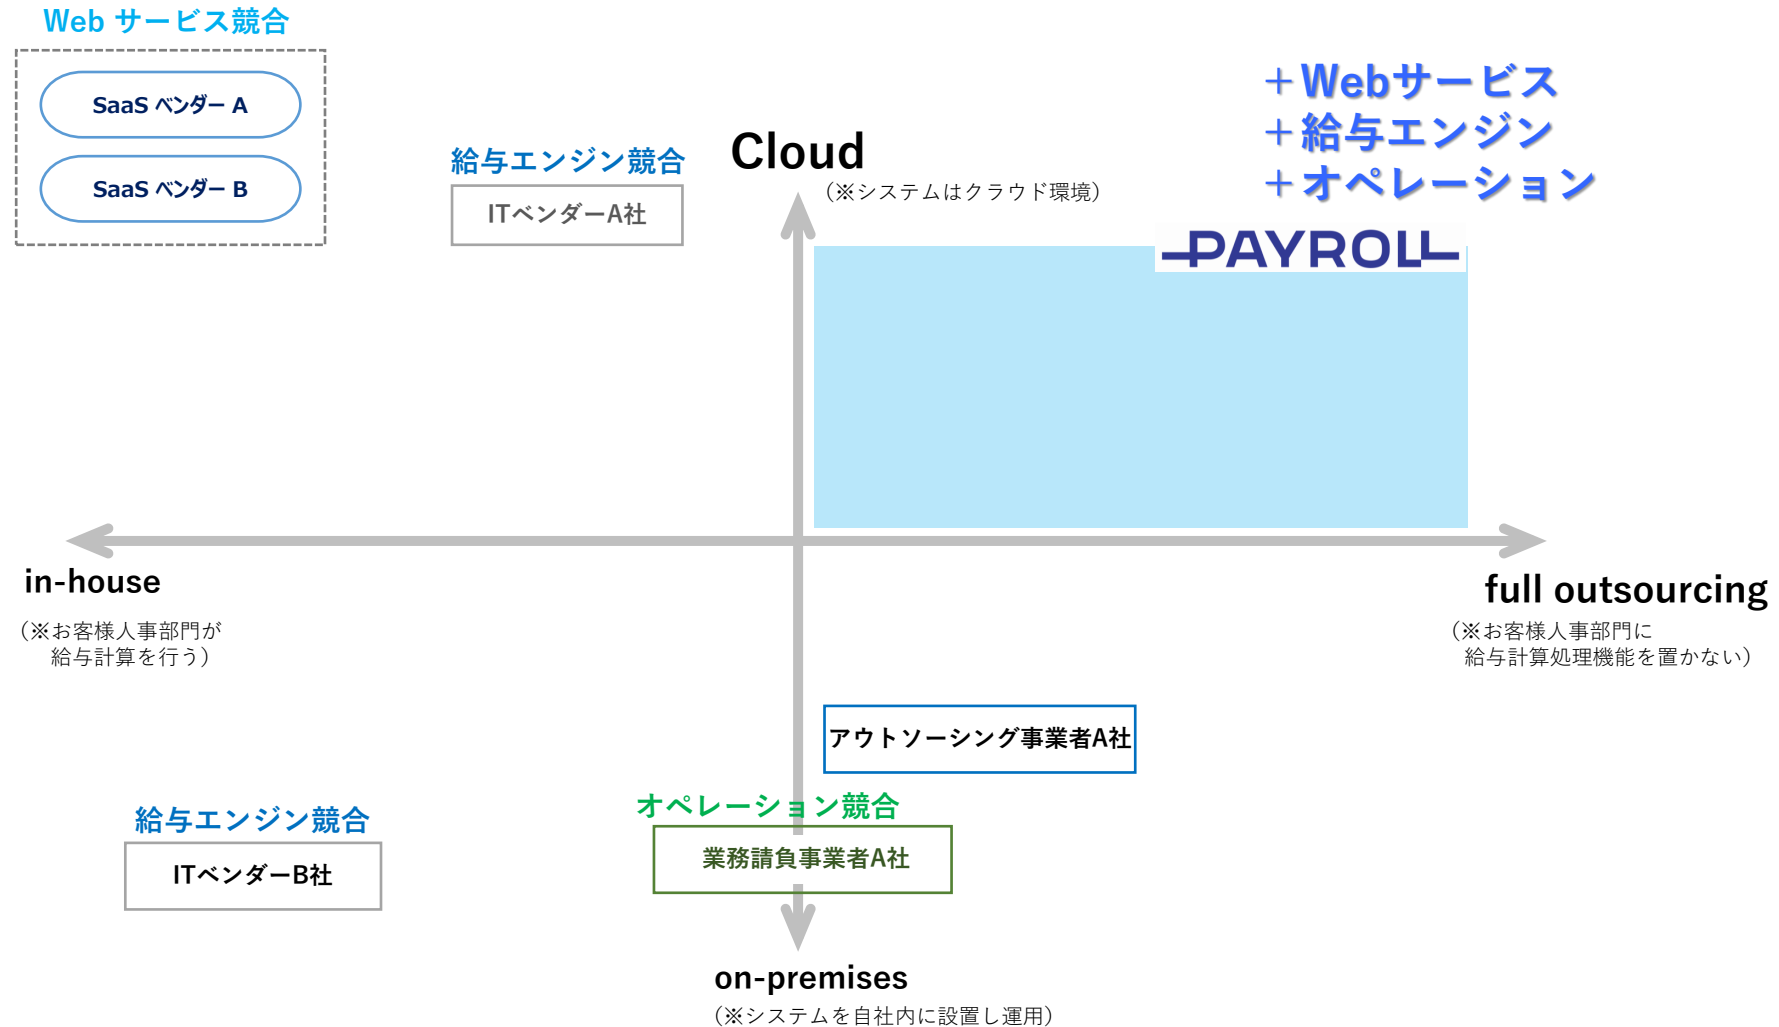 Web サービス競合
SaaS ベンダー A
SaaS ベンダー B
給与エンジン競合
ITベンダーA社
Cloud
（※システムはクラウド環境）
＋Webサービス
＋給与エンジン
＋オペレーション
PAYROLL
in-house
（※お客様人事部門が
給与計算を行う）
full outsourcing
（※お客様人事部門に
給与計算処理機能を置かない）
アウトソーシング事業者A社
給与エンジン競合
ITベンダーB社
オペレーション競合
業務請負事業者A社
on-premises
（※システムを自社内に設置し運用）